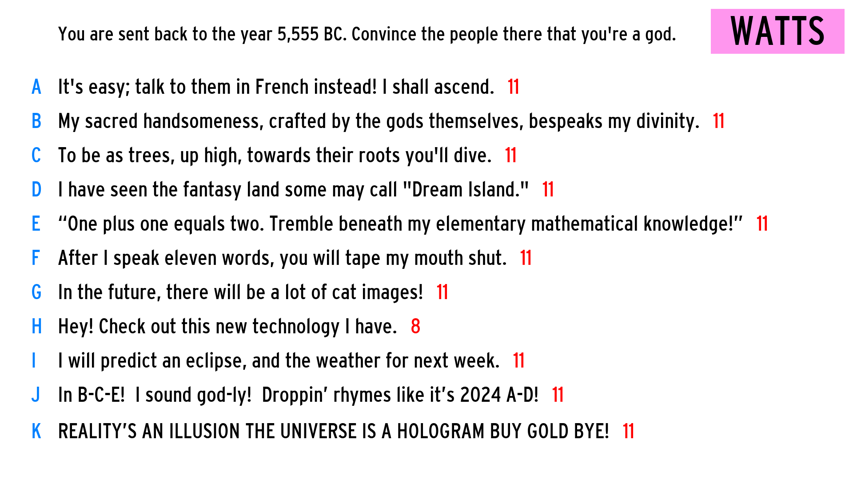 You are sent back to the year 5,555 BC. Convince the people there that you're a god.
WATTS
A It's easy; talk to them in French instead! I shall ascend. 11
B My sacred handsomeness, crafted by the gods themselves, bespeaks my divinity. 11
C To be as trees, up high, towards their roots you'll dive. 11
D I have seen the fantasy land some may call "Dream Island." 11
E “One plus one equals two. Tremble beneath my elementary mathematical knowledge!” 11
F After I speak eleven words, you will tape my mouth shut. 11
G In the future, there will be a lot of cat images! 11
H Hey! Check out this new technology I have. 8
I I will predict an eclipse, and the weather for next week. 11
J In B-C-E! I sound god-ly! Droppin’ rhymes like it’s 2024 A-D! 11
K REALITY’S AN ILLUSION THE UNIVERSE IS A HOLOGRAM BUY GOLD BYE! 11